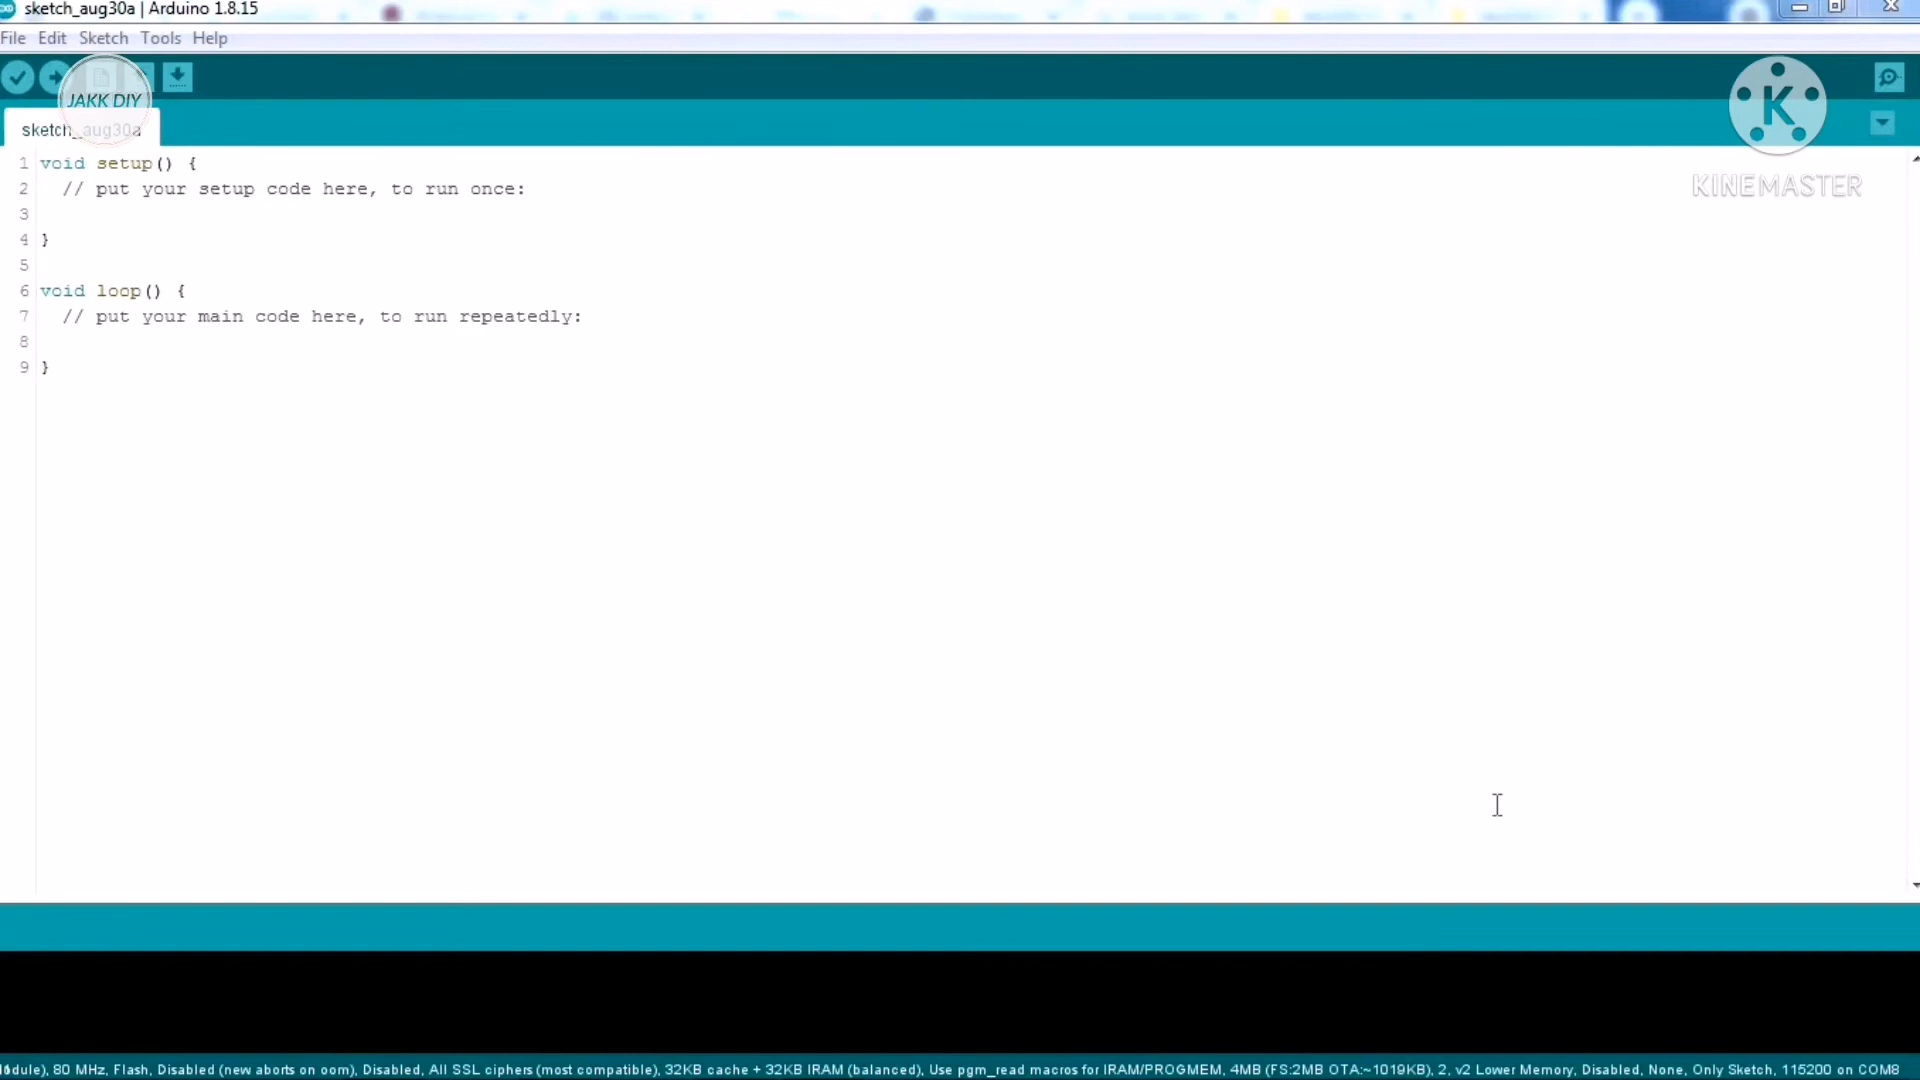 sketch_aug30a | Arduino 1.8.15
File Edit Sketch Tools Help
JAKK DIY
K
sketch_aug30a
KINEMASTER
1 void setup() {
2 // put your setup code here, to run once:
3
4 }
5
6 void loop() {
7 // put your main code here, to run repeatedly:
8
9 }
80 MHz, Flash, Disabled (new aborts on oom), Disabled, All SSL ciphers (most compatible), 32KB cache + 32KB IRAM (balanced), Use pgm_read macros for IRAM/PROGMEM, 4MB (FS:2MB OTA:~1019KB), 2, v2 Lower Memory, Disabled, None, Only Sketch, 115200 on COM8